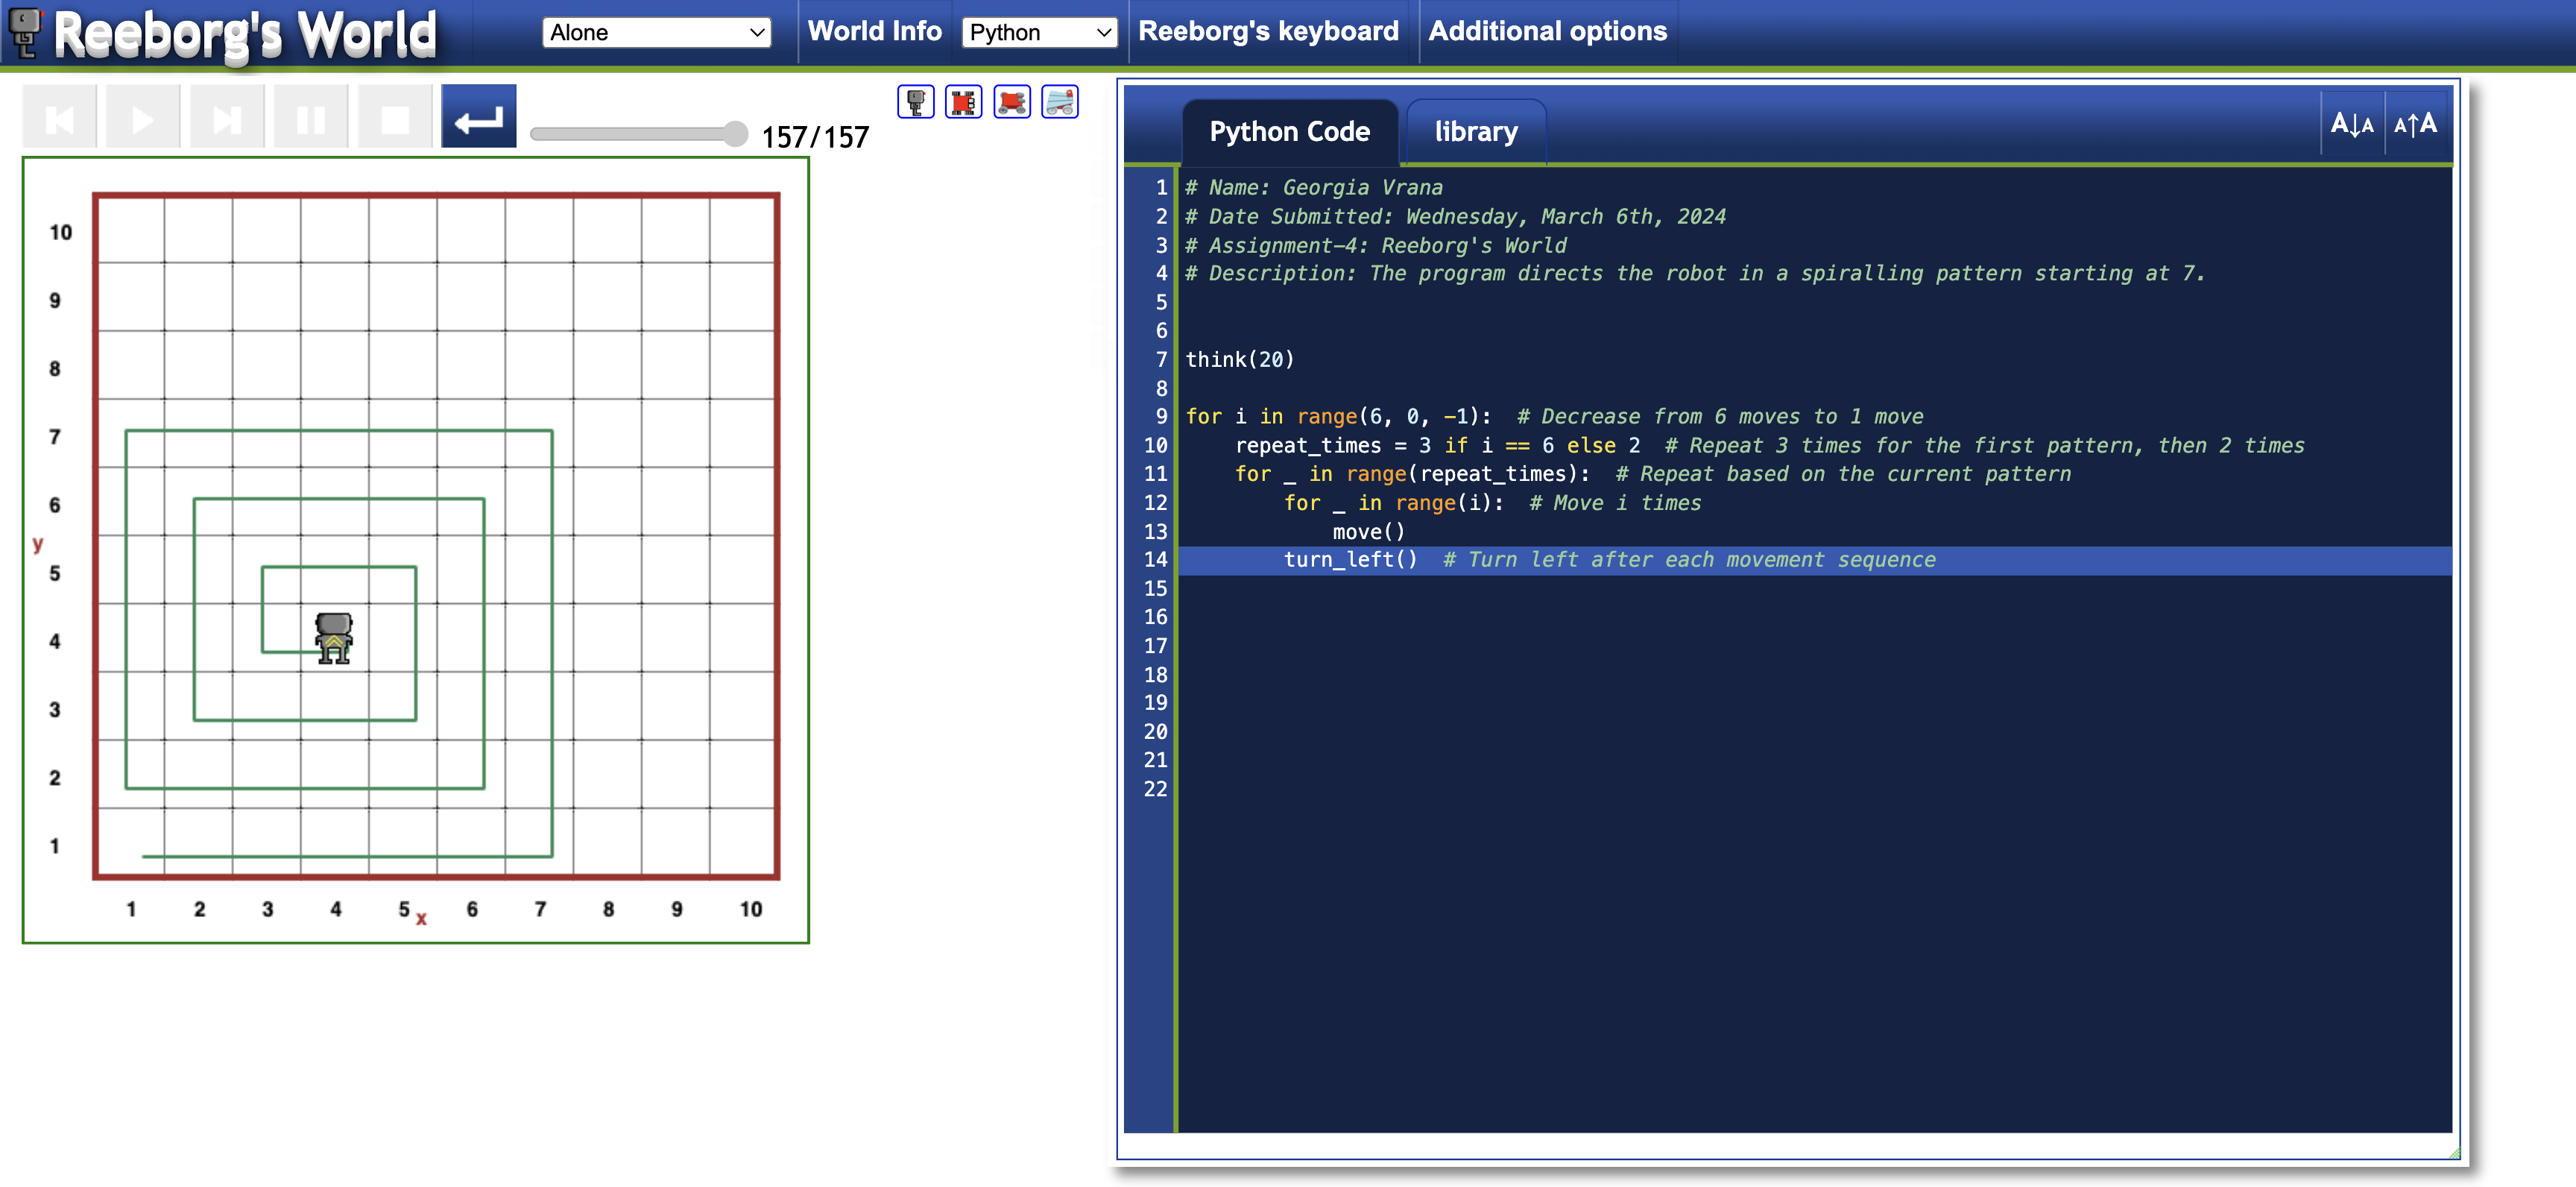 Reeborg's World
Alone
World Info
Python
Reeborg's keyboard
Additional options
157/157
Python Code
library
A↓A
A↑A
10
9
8
7
6
5
4
3
2
1
y
1 2 3 4 5 6 7 8 9 10
x
1 # Name: Georgia Vrana
2 # Date Submitted: Wednesday, March 6th, 2024
3 # Assignment-4: Reeborg's World
4 # Description: The program directs the robot in a spiralling pattern starting at 7.
5
6
7 think(20)
8
9 for i in range(6, 0, -1):  # Decrease from 6 moves to 1 move
10     repeat_times = 3 if i == 6 else 2  # Repeat 3 times for the first pattern, then 2 times
11     for _ in range(repeat_times):  # Repeat based on the current pattern
12         for _ in range(i):  # Move i times
13             move()
14         turn_left()  # Turn left after each movement sequence
15
16
17
18
19
20
21
22